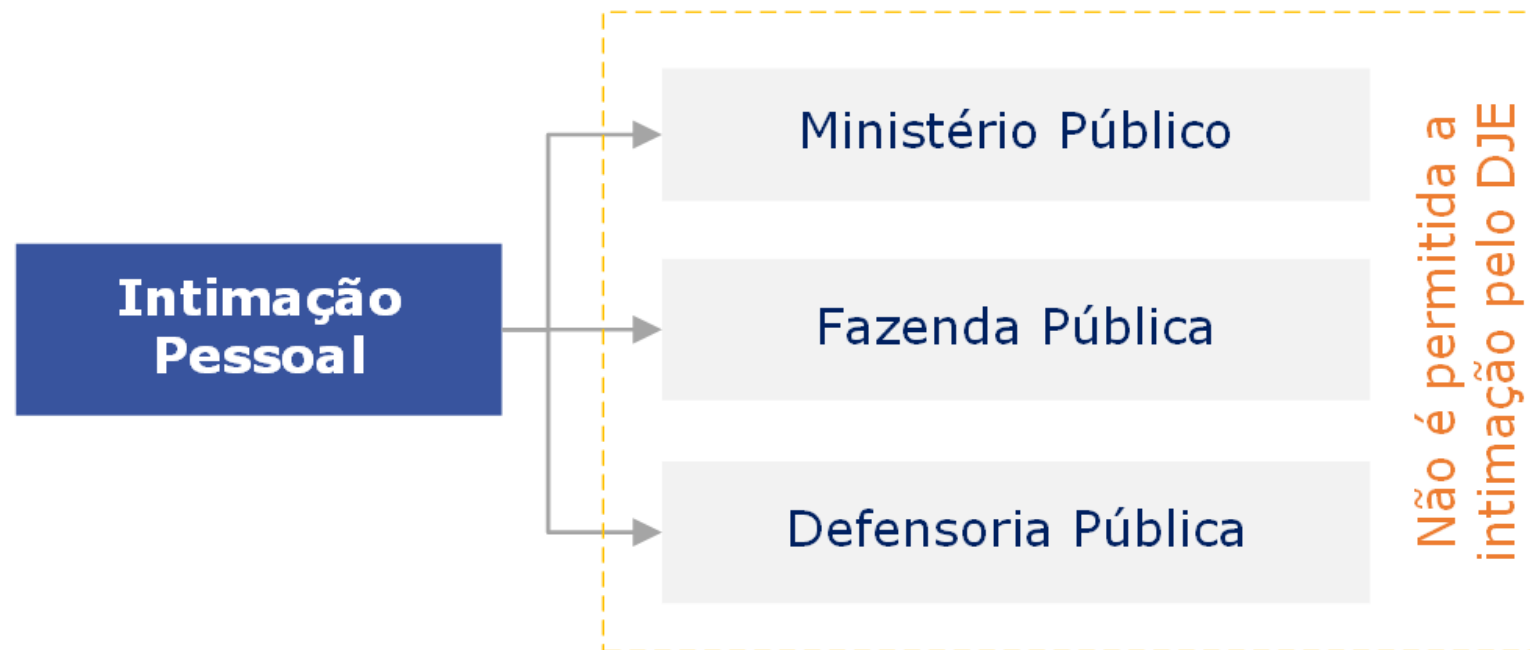 Intimação
Pessoal
Ministério Público
Fazenda Pública
Defensoria Pública
Não é permitida a
intimação pelo DJE